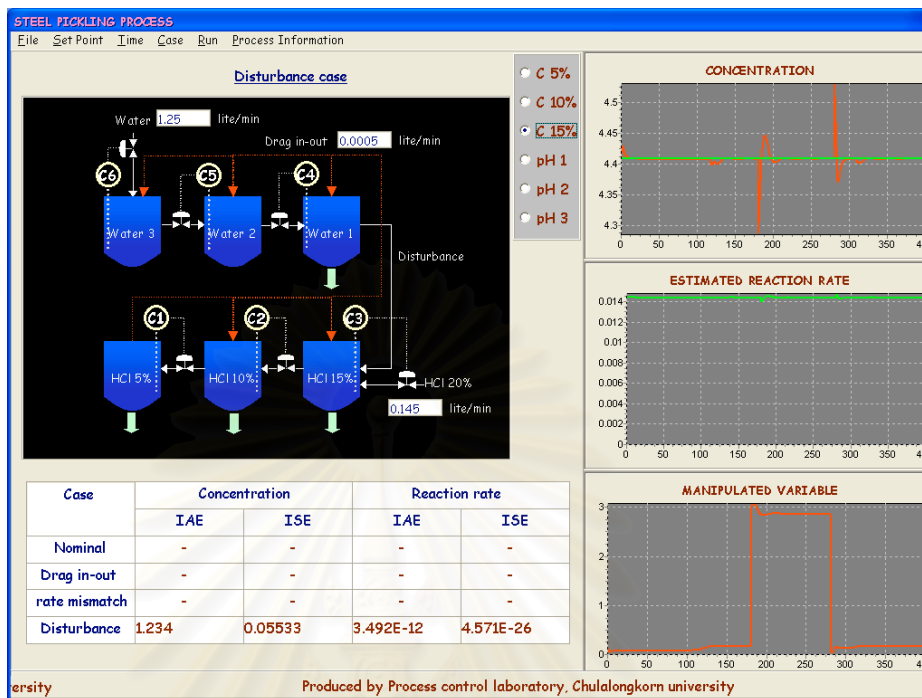 STEEL PICKLING PROCESS
File Set Point Time Case Run Process Information
Disturbance case
Water 1.25 lite/min
Drag in-out 0.0005 lite/min
C6
C5
C4
Water 3
Water 2
Water 1
Disturbance
C1
C2
C3
HCl 5%
HCl 10%
HCl 15%
HCl 20%
0.145 lite/min
C 5%
C 10%
C 15%
pH 1
pH 2
pH 3
CONCENTRATION
4.5
4.45
4.4
4.35
4.3
0 50 100 150 200 250 300 350 4
ESTIMATED REACTION RATE
0.014
0.012
0.01
0.008
0.006
0.004
0.002
0
0 50 100 150 200 250 300 350 4
MANIPULATED VARIABLE
3
2
1
0
0 50 100 150 200 250 300 350 4
Case Concentration Reaction rate
IAE ISE IAE ISE
Nominal - - - -
Drag in-out - - - -
rate mismatch - - - -
Disturbance 1.234 0.05533 3.492E-12 4.571E-26
ersity Produced by Process control laboratory, Chulalongkorn university